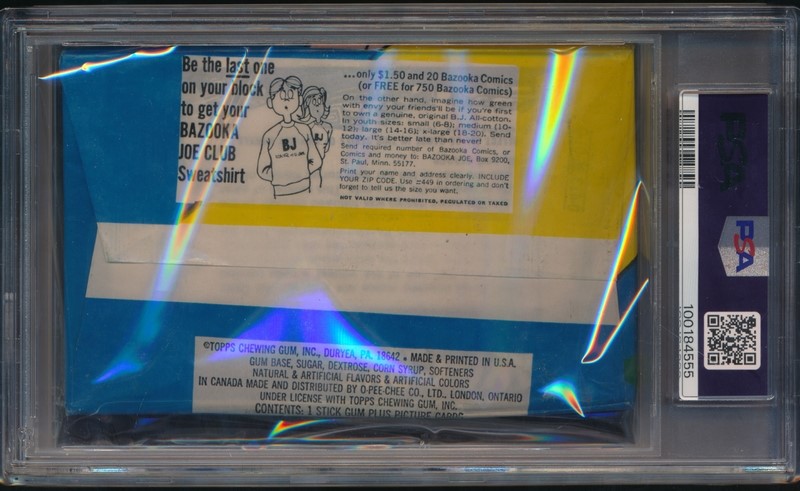 Be the last one
on your block
to get your
BAZOOKA
JOE CLUB
Sweatshirt
BJ
BJ
...only $1.50 and 20 Bazooka Comics
(or FREE for 750 Bazooka Comics)
On the other hand, imagine how green
with envy your friends'll be if you're first
to own a genuine, original B.J. All-cotton.
In youth sizes: small (6-8); medium (10-
12); large (14-16); x-large (18-20). Send
today. It's better late than never!
Send required number of Bazooka Comics, or
Comics and money to: BAZOOKA JOE, Box 9200,
St. Paul, Minn. 55177.
Print your name and address clearly. INCLUDE
YOUR ZIP CODE. Use #449 in ordering and don't
forget to tell us the size you want.
NOT VALID WHERE PROHIBITED, REGULATED OR TAXED
©TOPPS CHEWING GUM, INC., DURYEA, PA. 18642 • MADE & PRINTED IN U.S.A.
GUM BASE, SUGAR, DEXTROSE, CORN SYRUP, SOFTENERS
NATURAL & ARTIFICIAL FLAVORS & ARTIFICIAL COLORS
IN CANADA MADE AND DISTRIBUTED BY O-PEE-CHEE CO., LTD., LONDON, ONTARIO
UNDER LICENSE WITH TOPPS CHEWING GUM, INC.
CONTENTS: 1 STICK GUM PLUS PICTURE CARDS
PSA
PSA
100184555